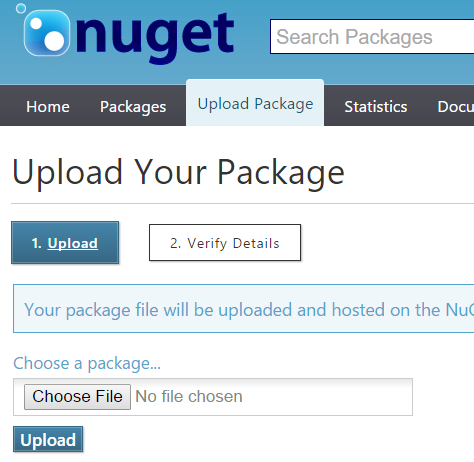 nuget
Search Packages
Home Packages Upload Package Statistics Docu
Upload Your Package
1. Upload 2. Verify Details
Your package file will be uploaded and hosted on the NuG
Choose a package...
Choose File No file chosen
Upload